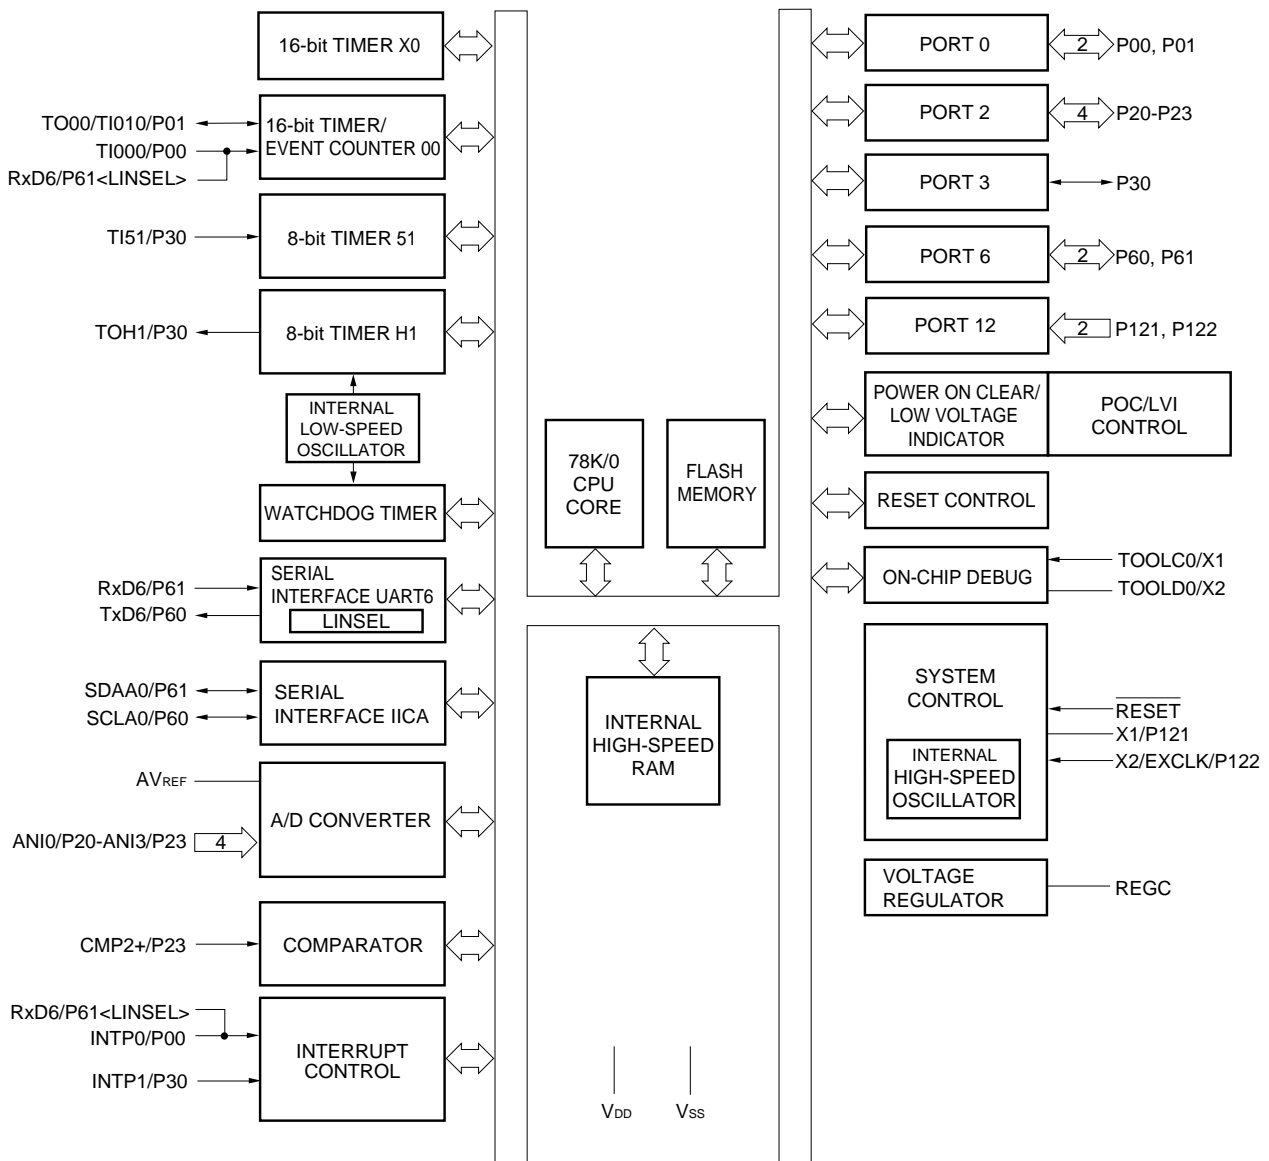 16-bit TIMER X0
TO00/TI010/P01
TI000/P00
RxD6/P61<LINSEL>
16-bit TIMER/
EVENT COUNTER 00
TI51/P30
8-bit TIMER 51
TOH1/P30
8-bit TIMER H1
INTERNAL
LOW-SPEED
OSCILLATOR
WATCHDOG TIMER
RxD6/P61
TxD6/P60
SERIAL
INTERFACE UART6
LINSEL
SDAA0/P61
SCLA0/P60
SERIAL
INTERFACE IICA
AVREF
ANI0/P20-ANI3/P23
4
A/D CONVERTER
CMP2+/P23
COMPARATOR
RxD6/P61<LINSEL>
INTP0/P00
INTP1/P30
INTERRUPT
CONTROL
78K/0
CPU
CORE
FLASH
MEMORY
INTERNAL
HIGH-SPEED
RAM
VDD
VSS
PORT 0
2
P00, P01
PORT 2
4
P20-P23
PORT 3
P30
PORT 6
2
P60, P61
PORT 12
2
P121, P122
POWER ON CLEAR/
LOW VOLTAGE
INDICATOR
POC/LVI
CONTROL
RESET CONTROL
ON-CHIP DEBUG
TOOLC0/X1
TOOLD0/X2
SYSTEM
CONTROL
INTERNAL
HIGH-SPEED
OSCILLATOR
RESET
X1/P121
X2/EXCLK/P122
VOLTAGE
REGULATOR
REGC